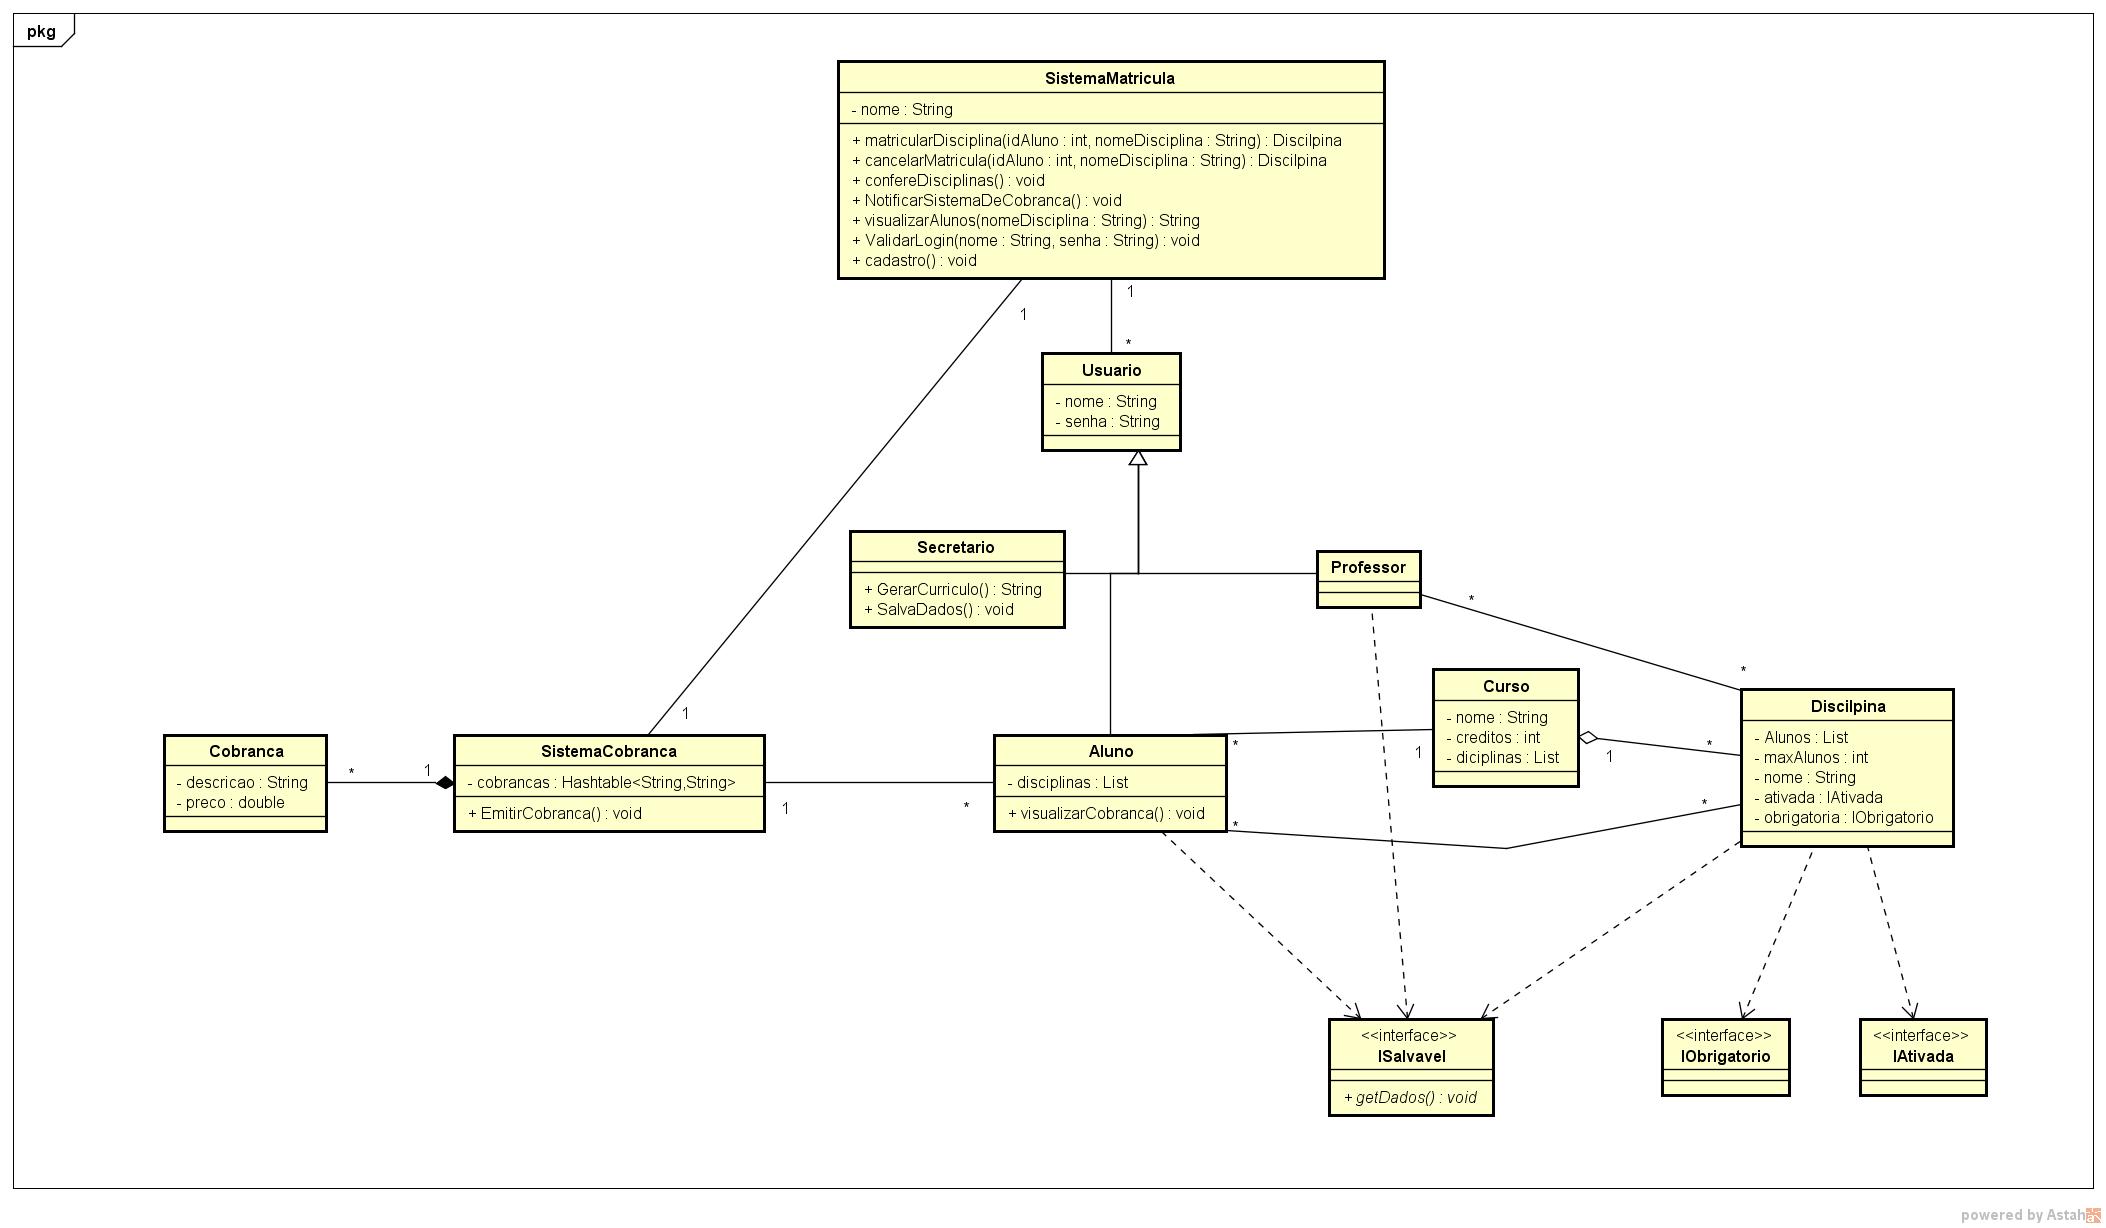 pkg
SistemaMatricula
- nome : String
+ matricularDisciplina(idAluno : int, nomeDisciplina : String) : Discilpina
+ cancelarMatricula(idAluno : int, nomeDisciplina : String) : Discilpina
+ confereDisciplinas() : void
+ NotificarSistemaDeCobranca() : void
+ visualizarAlunos(nomeDisciplina : String) : String
+ ValidarLogin(nome : String, senha : String) : void
+ cadastro() : void
1
1
*
Usuario
- nome : String
- senha : String
Secretario
+ GerarCurriculo() : String
+ SalvaDados() : void
Professor
*
*
Curso
- nome : String
- creditos : int
- diciplinas : List
Discilpina
- Alunos : List
- maxAlunos : int
- nome : String
- ativada : IAtivada
- obrigatoria : IObrigatorio
1
*
1
1
*
*
*
Cobranca
- descricao : String
- preco : double
*
1
SistemaCobranca
- cobrancas : Hashtable<String,String>
+ EmitirCobranca() : void
1
*
Aluno
- disciplinas : List
+ visualizarCobranca() : void
<<interface>>
ISalvavel
+ getDados() : void
<<interface>>
IObrigatorio
<<interface>>
IAtivada
powered by Astah